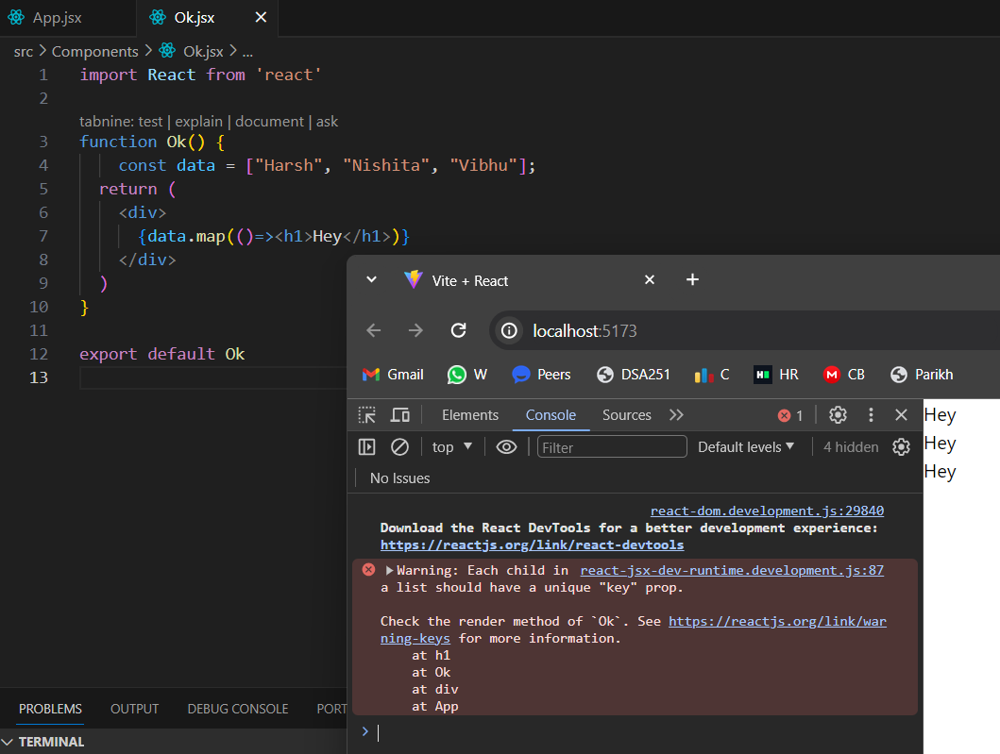 App.jsx Ok.jsx
src > Components > Ok.jsx > ...
1 import React from 'react'
2
tabnine: test | explain | document | ask
3 function Ok() {
4 const data = ["Harsh", "Nishita", "Vibhu"];
5 return (
6 <div>
7 {data.map(()=><h1>Hey</h1>)}
8 </div>
9 )
10 }
11
12 export default Ok
13
Vite + React
localhost:5173
Gmail W Peers DSA251 C HR CB Parikh
Elements Console Sources 1
top Filter Default levels 4 hidden
No Issues
react-dom.development.js:29840
Download the React DevTools for a better development experience:
https://reactjs.org/link/react-devtools
Warning: Each child in react-jsx-dev-runtime.development.js:87
a list should have a unique "key" prop.
Check the render method of `Ok`. See https://reactjs.org/link/war
ning-keys for more information.
at h1
at Ok
at div
at App
Hey
Hey
Hey
PROBLEMS OUTPUT DEBUG CONSOLE PORT
TERMINAL